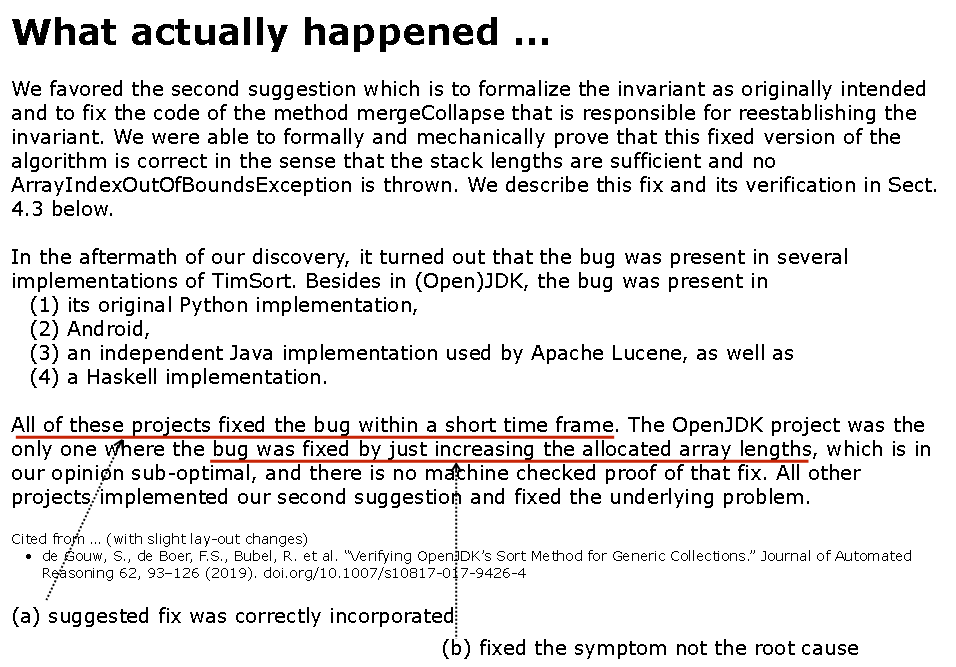 What actually happened ...
We favored the second suggestion which is to formalize the invariant as originally intended
and to fix the code of the method mergeCollapse that is responsible for reestablishing the
invariant. We were able to formally and mechanically prove that this fixed version of the
algorithm is correct in the sense that the stack lengths are sufficient and no
ArrayIndexOutOfBoundsException is thrown. We describe this fix and its verification in Sect.
4.3 below.
In the aftermath of our discovery, it turned out that the bug was present in several
implementations of TimSort. Besides in (Open)JDK, the bug was present in
(1) its original Python implementation,
(2) Android,
(3) an independent Java implementation used by Apache Lucene, as well as
(4) a Haskell implementation.
All of these projects fixed the bug within a short time frame. The OpenJDK project was the
only one where the bug was fixed by just increasing the allocated array lengths, which is in
our opinion sub-optimal, and there is no machine checked proof of that fix. All other
projects implemented our second suggestion and fixed the underlying problem.
Cited from ... (with slight lay-out changes)
• de Gouw, S., de Boer, F.S., Bubel, R. et al. “Verifying OpenJDK’s Sort Method for Generic Collections.” Journal of Automated
Reasoning 62, 93–126 (2019). doi.org/10.1007/s10817-017-9426-4
(a) suggested fix was correctly incorporated
(b) fixed the symptom not the root cause